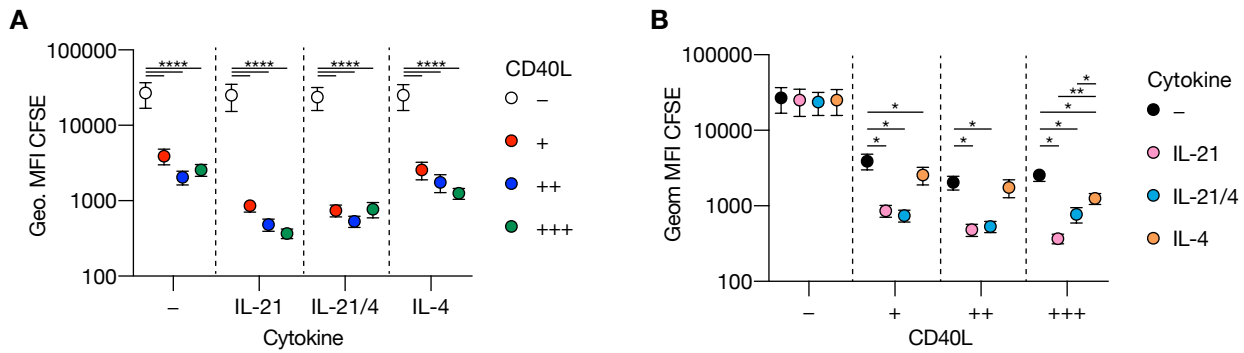 A
100000
10000
1000
100
Geo. MFI CFSE
**** **** **** ****
– IL-21 IL-21/4 IL-4
Cytokine
CD40L
–
+
++
+++
B
100000
10000
1000
100
Geom MFI CFSE
*
*
*
*
*
*
**
*
*
*
– + ++ +++
CD40L
Cytokine
–
IL-21
IL-21/4
IL-4